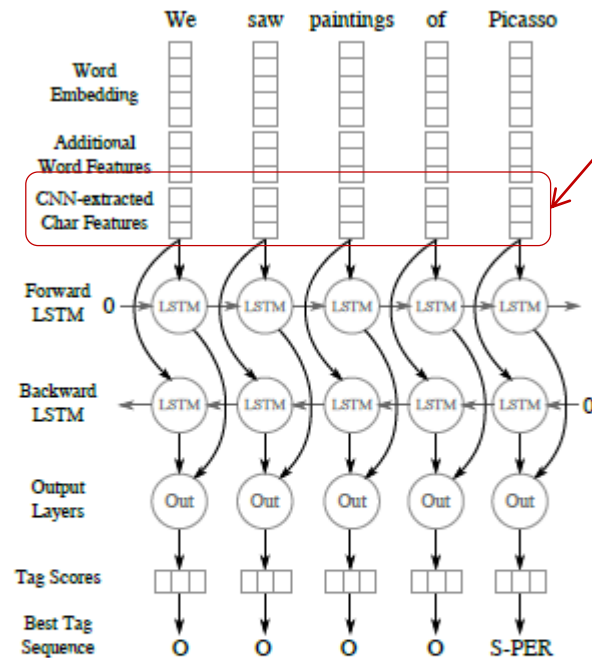 We saw paintings of Picasso
Word
Embedding
Additional
Word Features
CNN-extracted
Char Features
Forward
LSTM
0 LSTM LSTM LSTM LSTM LSTM
Backward
LSTM
LSTM LSTM LSTM LSTM LSTM 0
Output
Layers
Out Out Out Out Out
Tag Scores
Best Tag
Sequence
O O O O S-PER